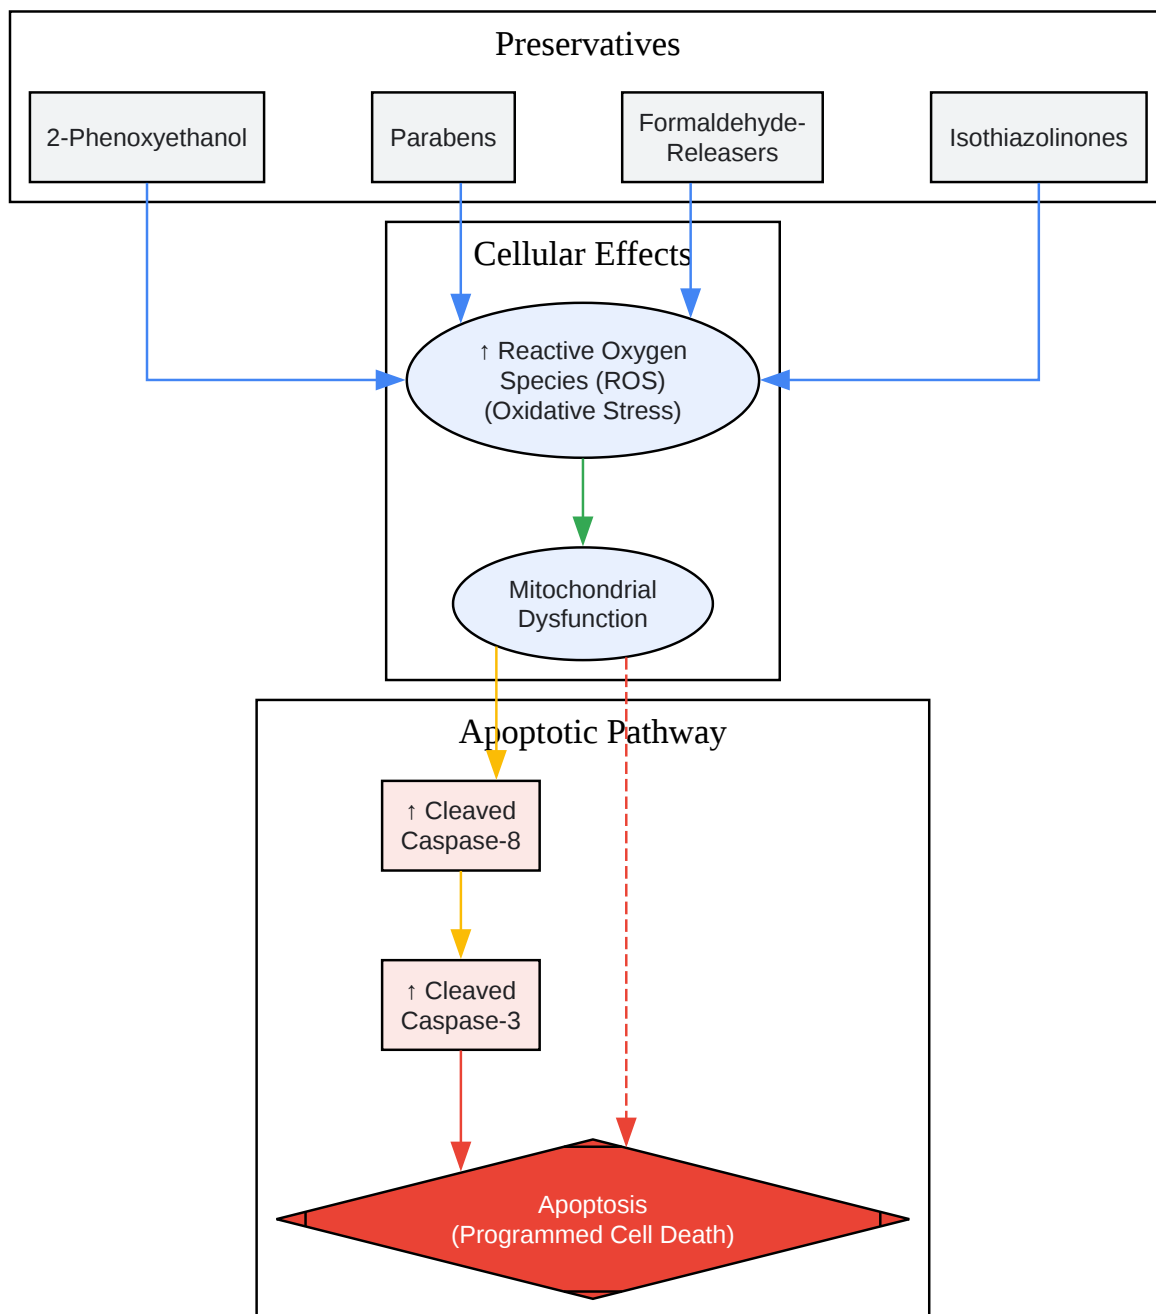 Preservatives
2-Phenoxyethanol
Parabens
Formaldehyde-
Releasers
Isothiazolinones
Cellular Effects
↑ Reactive Oxygen
Species (ROS)
(Oxidative Stress)
Mitochondrial
Dysfunction
Apoptotic Pathway
↑ Cleaved
Caspase-8
↑ Cleaved
Caspase-3
Apoptosis
(Programmed Cell Death)